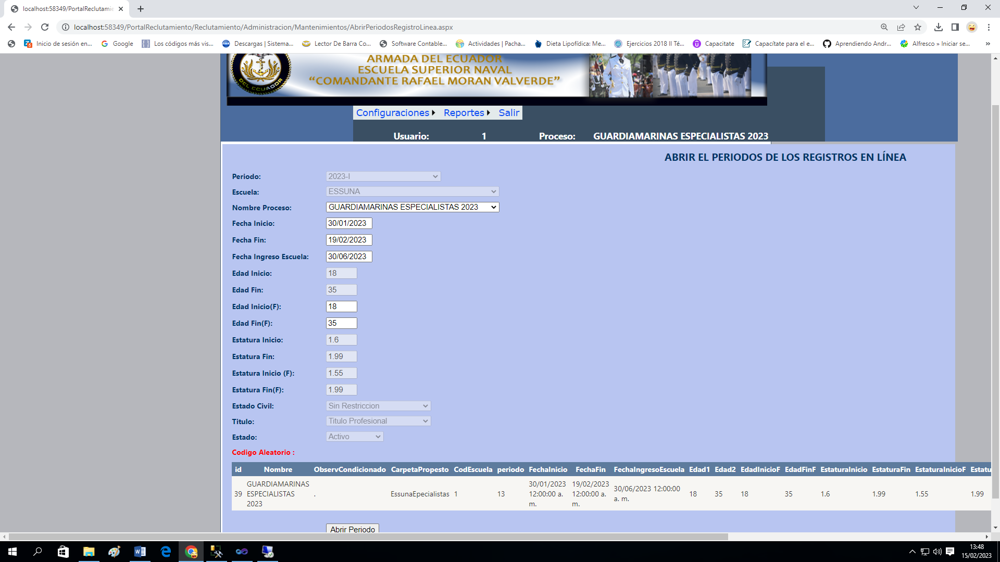 localhost:58349/PortalReclutamie
localhost:58349/PortalReclutamiento/Reclutamiento/Administracion/Mantenimientos/AbrirPeriodosRegistroLinea.aspx
Inicio de sesión en... Google Los códigos más vis... Descargas | Sistema... Lector De Barra Co... Software Contable... Actividades | Pacha... Dieta Lipofídica: Me... Ejercicios 2018 II Té... Capacitate Capacítate para el e... Aprendiendo Andr... Alfresco » Iniciar se... »
ARMADA DEL ECUADOR
ESCUELA SUPERIOR NAVAL
“COMANDANTE RAFAEL MORAN VALVERDE”
DEL ECUADOR
Configuraciones Reportes Salir
Usuario: 1 Proceso: GUARDIAMARINAS ESPECIALISTAS 2023
ABRIR EL PERIODOS DE LOS REGISTROS EN LÍNEA
Periodo: 2023-I
Escuela: ESSUNA
Nombre Proceso: GUARDIAMARINAS ESPECIALISTAS 2023
Fecha Inicio: 30/01/2023
Fecha Fin: 19/02/2023
Fecha Ingreso Escuela: 30/06/2023
Edad Inicio: 18
Edad Fin: 35
Edad Inicio(F): 18
Edad Fin(F): 35
Estatura Inicio: 1.6
Estatura Fin: 1.99
Estatura Inicio (F): 1.55
Estatura Fin(F): 1.99
Estado Civil: Sin Restriccion
Titulo: Titulo Profesional
Estado: Activo
Codigo Aleatorio :
id Nombre ObservCondicionado CarpetaPropesto CodEscuela periodo FechaInicio FechaFin FechaIngresoEscuela Edad1 Edad2 EdadInicioF EdadFinF EstaturaInicio EstaturaFin EstaturaInicioF Estatu
39 GUARDIAMARINAS ESPECIALISTAS 2023 . EssunaEpecialistas 1 13 30/01/2023 12:00:00 a. m. 19/02/2023 12:00:00 a. m. 30/06/2023 12:00:00 a. m. 18 35 18 35 1.6 1.99 1.55 1.99
Abrir Periodo
13:48
15/02/2023